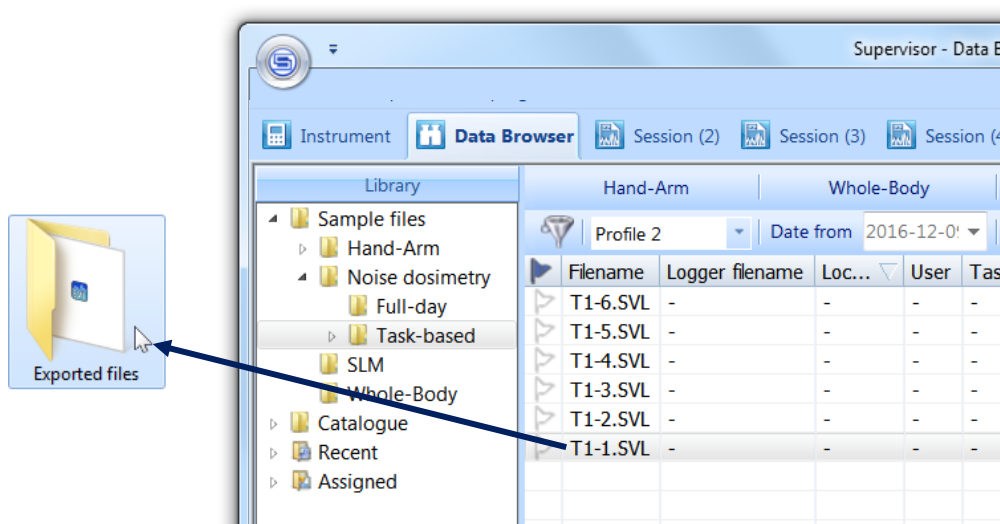 Supervisor - Data B
Instrument
Data Browser
Session (2)
Session (3)
Session (4
Library
Hand-Arm
Whole-Body
Sample files
Hand-Arm
Noise dosimetry
Full-day
Task-based
SLM
Whole-Body
Catalogue
Recent
Assigned
Profile 2
Date from
2016-12-09
Filename Logger filename Loc... User Tas
T1-6.SVL - - - -
T1-5.SVL - - - -
T1-4.SVL - - - -
T1-3.SVL - - - -
T1-2.SVL - - - -
T1-1.SVL - - - -
Exported files